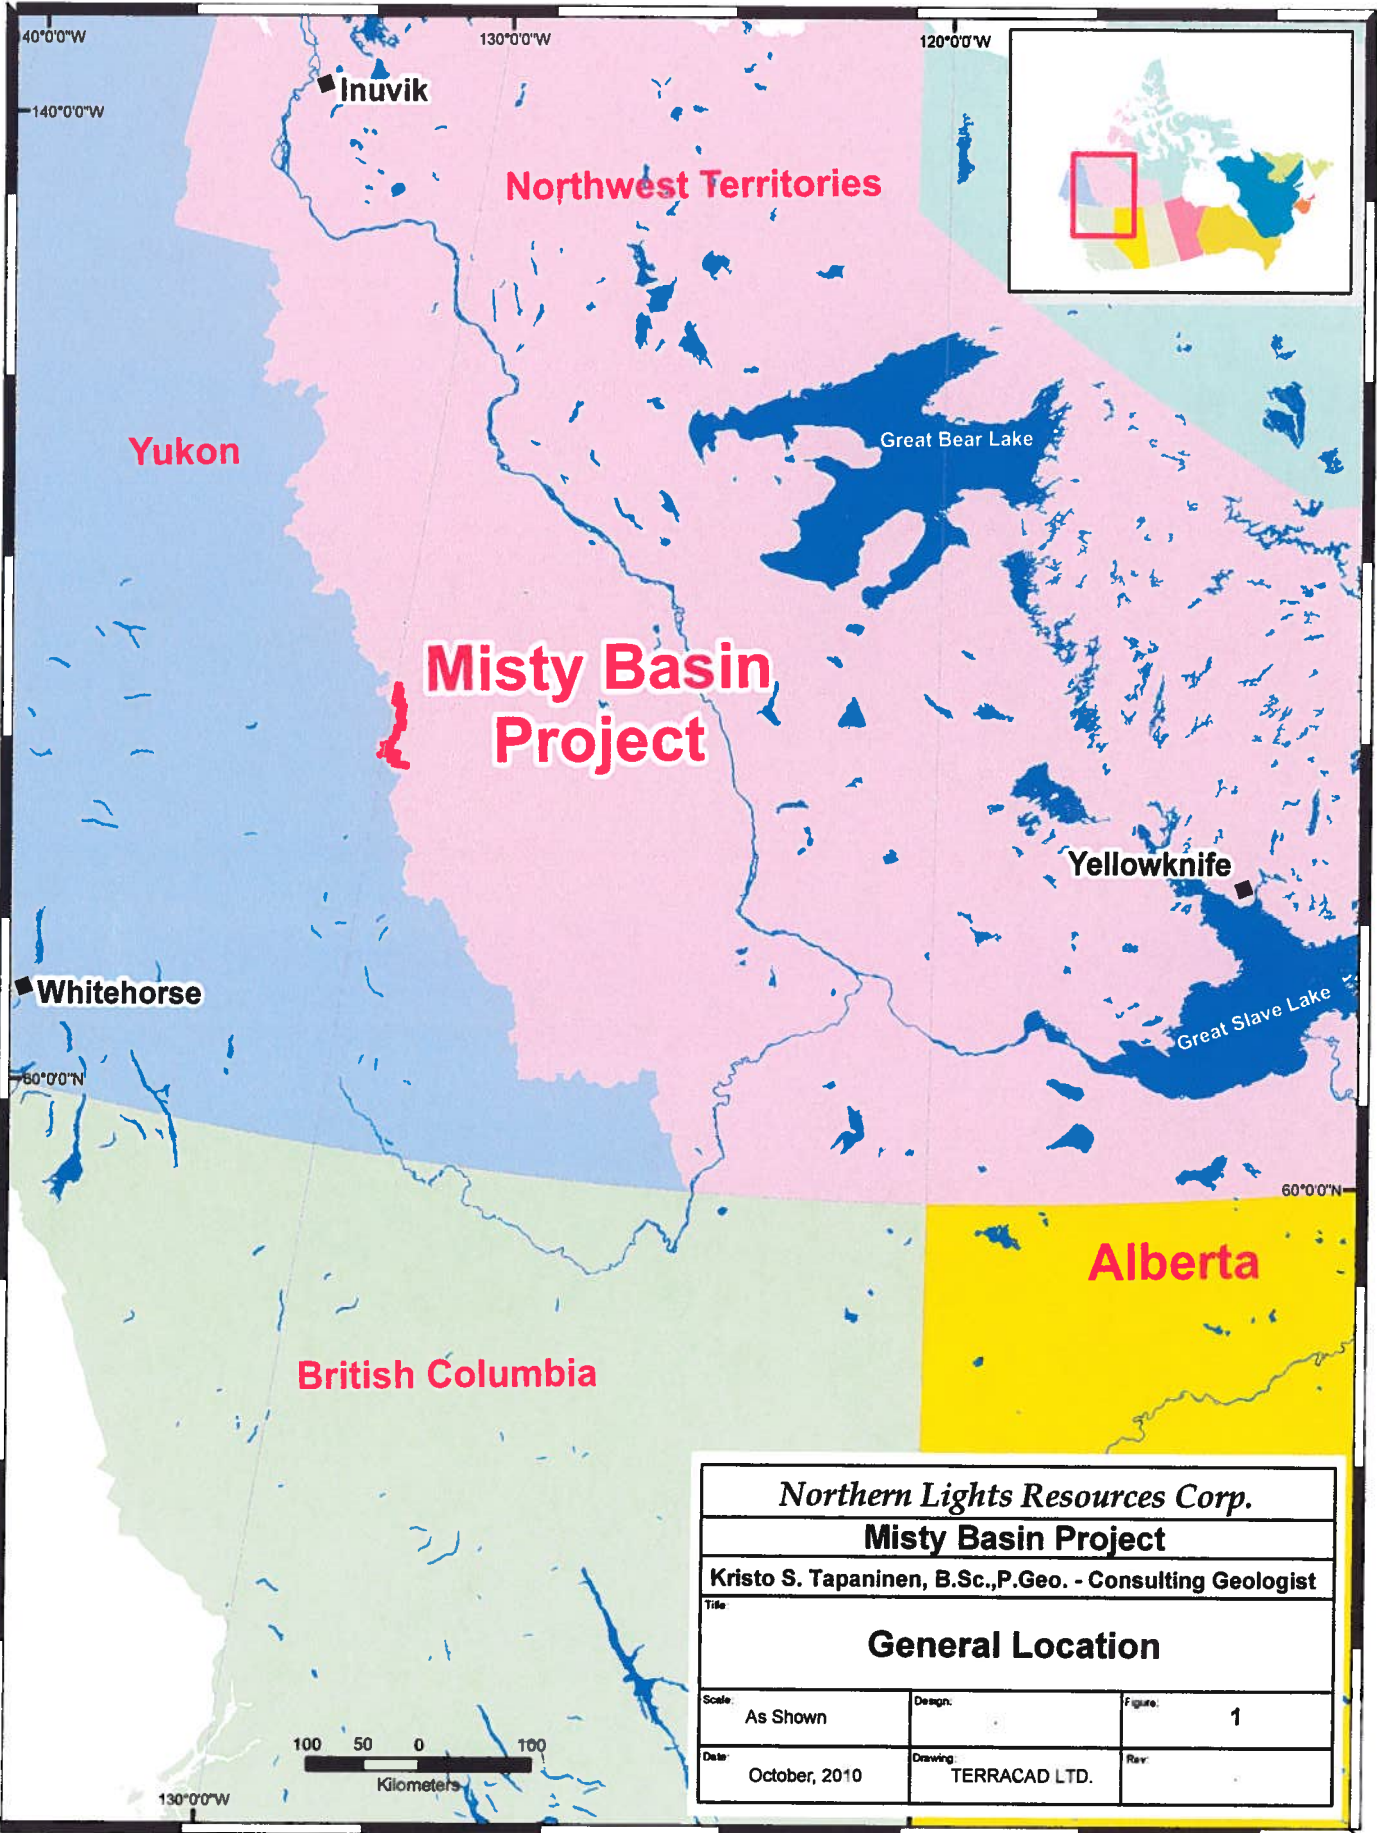 40°0'0"W
130°0'0"W
120°0'0"W
140°0'0"W
Inuvik
Northwest Territories
Yukon
Great Bear Lake
Misty Basin
Project
Yellowknife
Whitehorse
Great Slave Lake
60°0'0"N
60°0'0"N
Alberta
British Columbia
Northern Lights Resources Corp.
Misty Basin Project
Kristo S. Tapaninen, B.Sc.,P.Geo. - Consulting Geologist
Title:
General Location
Scale:
As Shown
Design:
Figure:
1
Date:
October, 2010
Drawing:
TERRACAD LTD.
Rev:
100 50 0 100
Kilometers
130°0'0"W